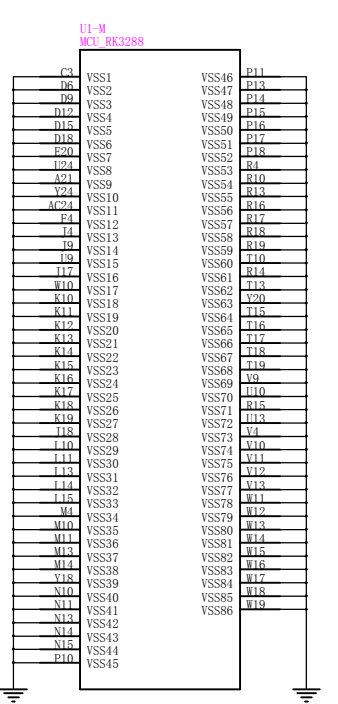 U1-M
MCU_RK3288
C3 VSS1 VSS46 P11
D6 VSS2 VSS47 P13
D9 VSS3 VSS48 P14
D12 VSS4 VSS49 P15
D15 VSS5 VSS50 P16
D18 VSS6 VSS51 P17
E20 VSS7 VSS52 P18
U24 VSS8 VSS53 R4
A21 VSS9 VSS54 R10
Y24 VSS10 VSS55 R13
AC24 VSS11 VSS56 R16
F4 VSS12 VSS57 R17
J4 VSS13 VSS58 R18
J9 VSS14 VSS59 R19
U9 VSS15 VSS60 T10
J17 VSS16 VSS61 R14
W10 VSS17 VSS62 T13
K10 VSS18 VSS63 Y20
K11 VSS19 VSS64 T15
K12 VSS20 VSS65 T16
K13 VSS21 VSS66 T17
K14 VSS22 VSS67 T18
K15 VSS23 VSS68 T19
K16 VSS24 VSS69 V9
K17 VSS25 VSS70 U10
K18 VSS26 VSS71 R15
K19 VSS27 VSS72 U13
J18 VSS28 VSS73 V4
L10 VSS29 VSS74 V10
L11 VSS30 VSS75 V11
L13 VSS31 VSS76 V12
L14 VSS32 VSS77 V13
L15 VSS33 VSS78 W11
M4 VSS34 VSS79 W12
M10 VSS35 VSS80 W13
M11 VSS36 VSS81 W14
M13 VSS37 VSS82 W15
M14 VSS38 VSS83 W16
Y18 VSS39 VSS84 W17
N10 VSS40 VSS85 W18
N11 VSS41 VSS86 W19
N13 VSS42
N14 VSS43
N15 VSS44
P10 VSS45